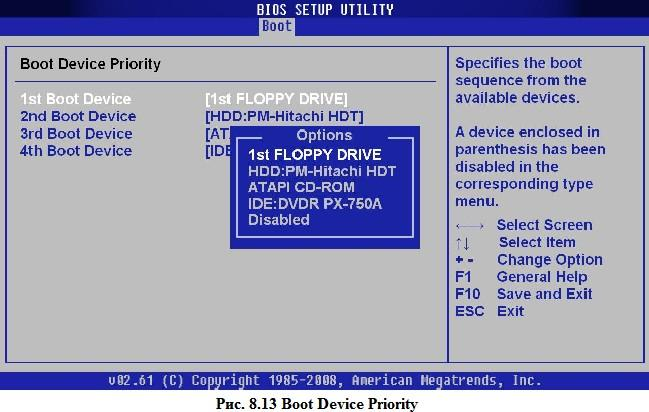 BIOS SETUP UTILITY
Boot
Boot Device Priority
1st Boot Device [1st FLOPPY DRIVE]
2nd Boot Device [HDD:PM-Hitachi HDT]
3rd Boot Device [AT
4th Boot Device [IDE
Options
1st FLOPPY DRIVE
HDD:PM-Hitachi HDT
ATAPI CD-ROM
IDE:DVDR PX-750A
Disabled
Specifies the boot
sequence from the
available devices.
A device enclosed in
parenthesis has been
disabled in the
corresponding type
menu.
←→ Select Screen
↑↓ Select Item
+ - Change Option
F1 General Help
F10 Save and Exit
ESC Exit
v02.61 (C) Copyright 1985-2008, American Megatrends, Inc.
Рис. 8.13 Boot Device Priority